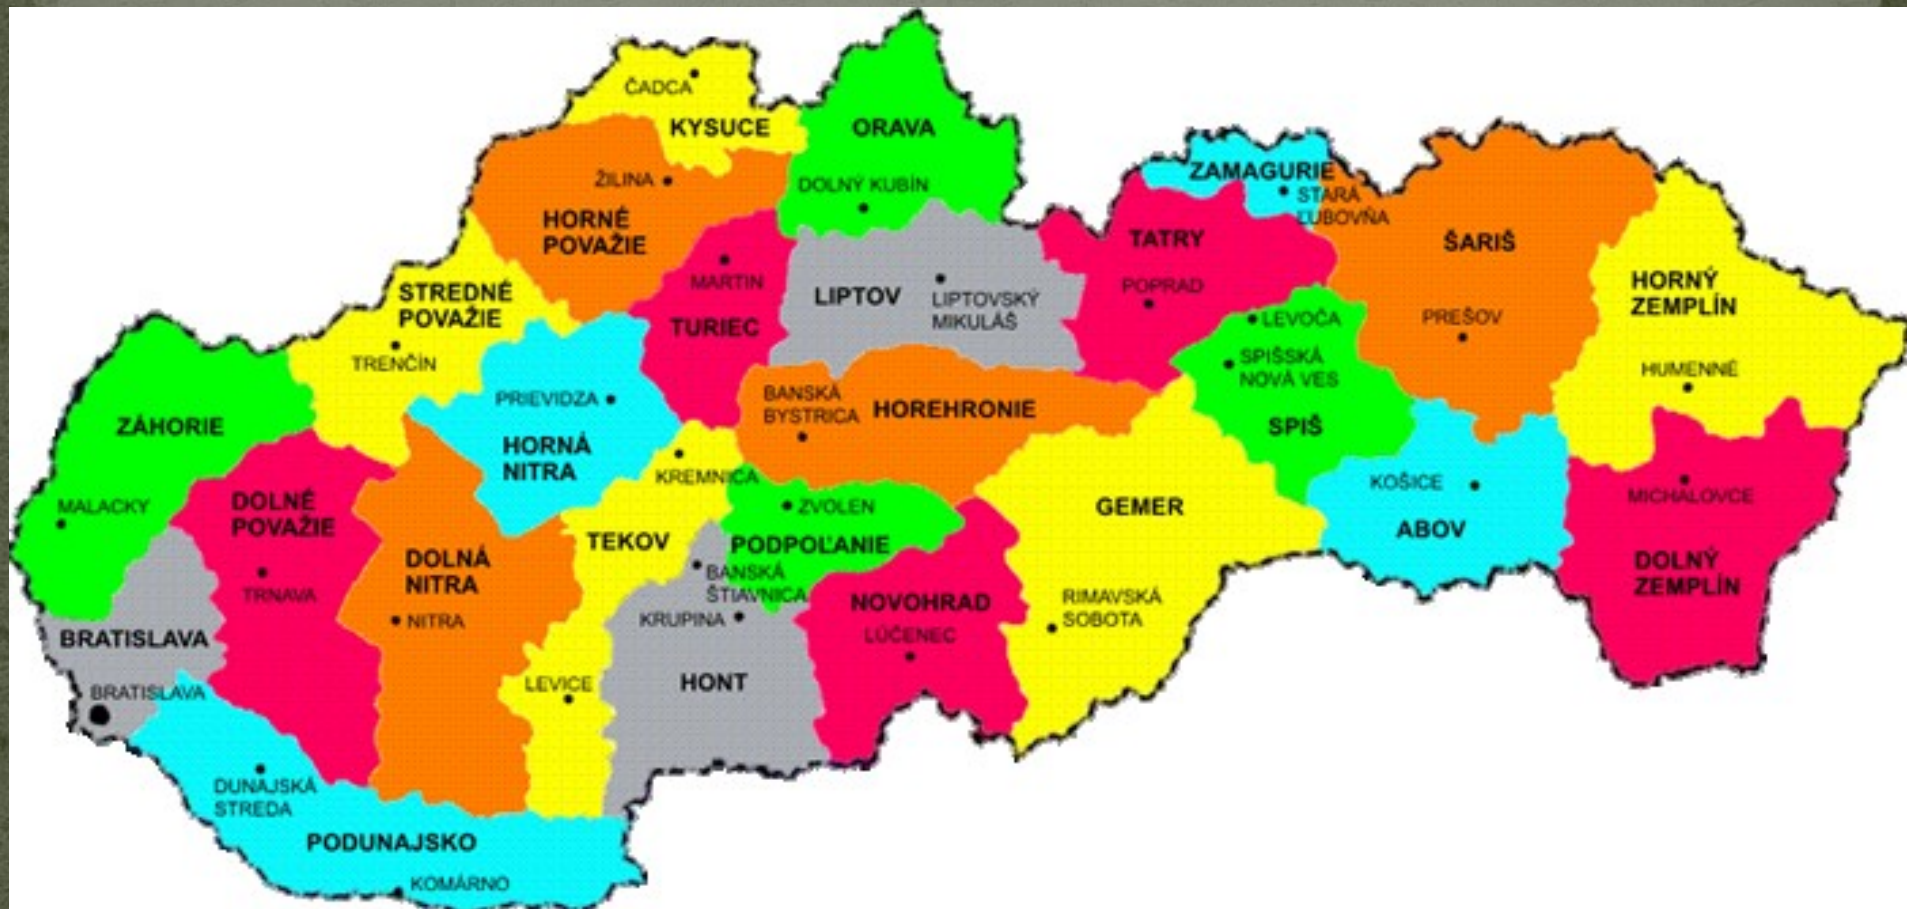 ČADCA
KYSUCE
ORAVA
ŽILINA
DOLNÝ KUBÍN
HORNÉ
POVAŽIE
ZAMAGURIE
STARÁ
ĽUBOVŇA
TATRY
ŠARIŠ
MARTIN
TURIEC
LIPTOV
LIPTOVSKÝ
MIKULÁŠ
POPRAD
LEVOČA
PREŠOV
HORNÝ
ZEMPLÍN
STREDNÉ
POVAŽIE
TRENČÍN
SPIŠSKÁ
NOVÁ VES
HUMENNÉ
PRIEVIDZA
BANSKÁ
BYSTRICA
HOREHRONIE
SPIŠ
ZÁHORIE
HORNÁ
NITRA
KREMNICA
KOŠICE
MICHALOVCE
MALACKY
DOLNÉ
POVAŽIE
ZVOLEN
GEMER
ABOV
TEKOV
PODPOĽANIE
DOLNÁ
NITRA
BANSKÁ
ŠTIAVNICA
DOLNÝ
ZEMPLÍN
TRNAVA
NOVOHRAD
RIMAVSKÁ
SOBOTA
NITRA
KRUPINA
LÚČENEC
BRATISLAVA
BRATISLAVA
LEVICE
HONT
DUNAJSKÁ
STREDA
PODUNAJSKO
KOMÁRNO